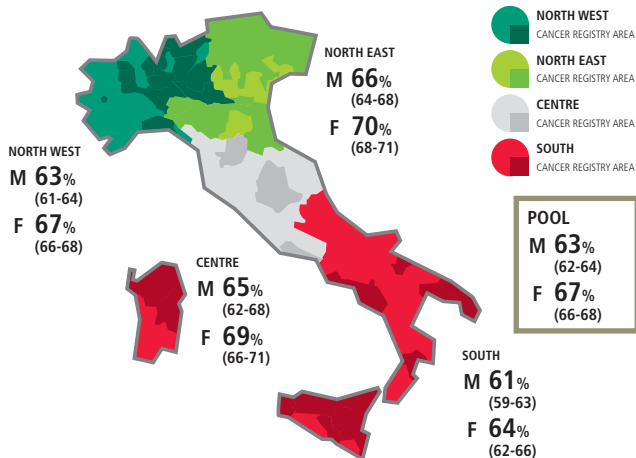 NORTH WEST
CANCER REGISTRY AREA
NORTH EAST
CANCER REGISTRY AREA
CENTRE
CANCER REGISTRY AREA
SOUTH
CANCER REGISTRY AREA
NORTH EAST
M 66%
(64-68)
F 70%
(68-71)
NORTH WEST
M 63%
(61-64)
F 67%
(66-68)
POOL
M 63%
(62-64)
F 67%
(66-68)
CENTRE
M 65%
(62-68)
F 69%
(66-71)
SOUTH
M 61%
(59-63)
F 64%
(62-66)